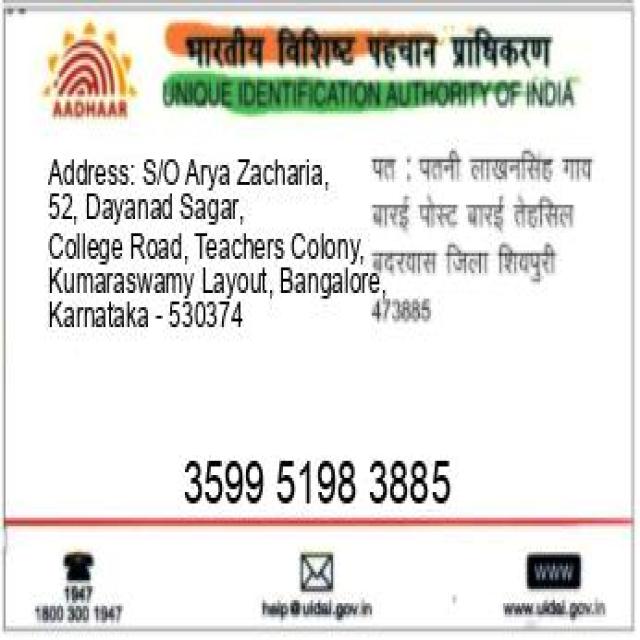 भारतीय विशिष्ट पहचान प्राधिकरण
UNIQUE IDENTIFICATION AUTHORITY OF INDIA
AADHAAR
Address: S/O Arya Zacharia,
52, Dayanad Sagar,
College Road, Teachers Colony,
Kumaraswamy Layout, Bangalore,
Karnataka - 530374
पत : पतनी लाखनसिंह गाय
बारई पोस्ट बारई तेहसिल
बदरवास जिला शिवपुरी
473885
3599 5198 3885
1947
1800 300 1947
help@uidai.gov.in
WWW
www.uidai.gov.in